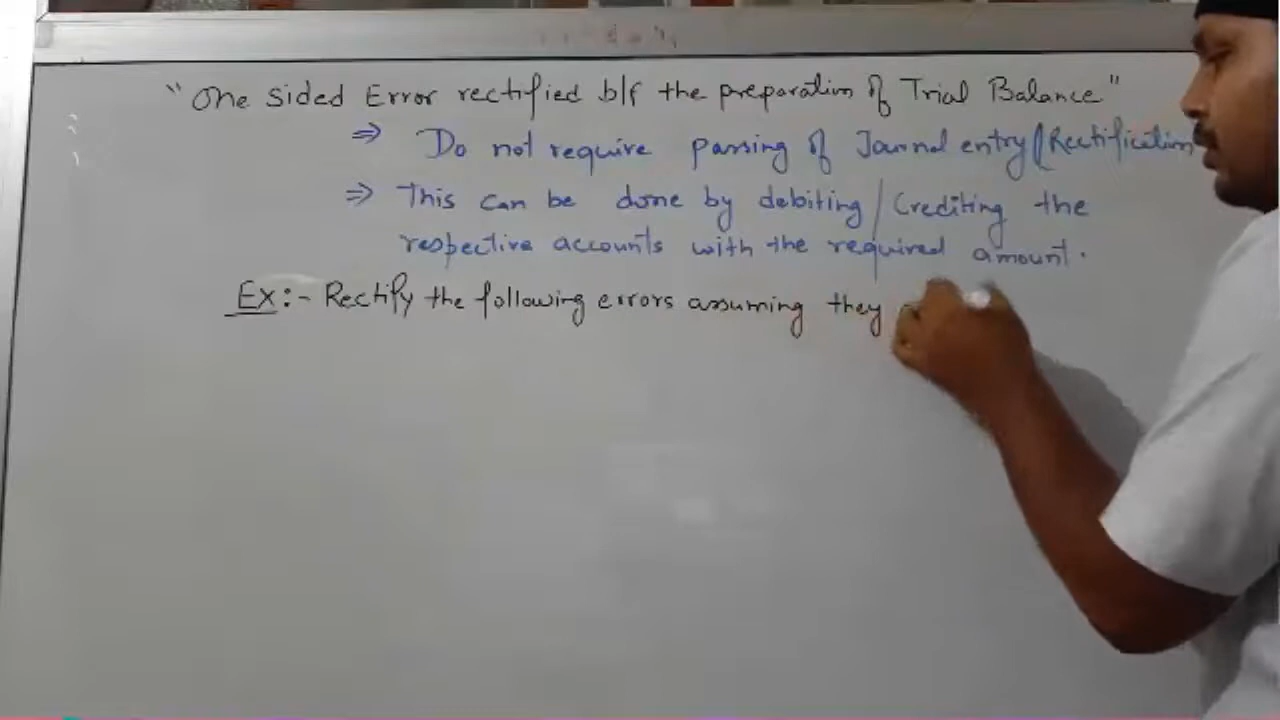 "One sided Error rectified b/f the preparation of Trial Balance"
⇒ Do not require passing of Journal entry (Rectification
⇒ This can be done by debiting/Crediting the
respective accounts with the required amount.
Ex:- Rectify the following errors assuming they